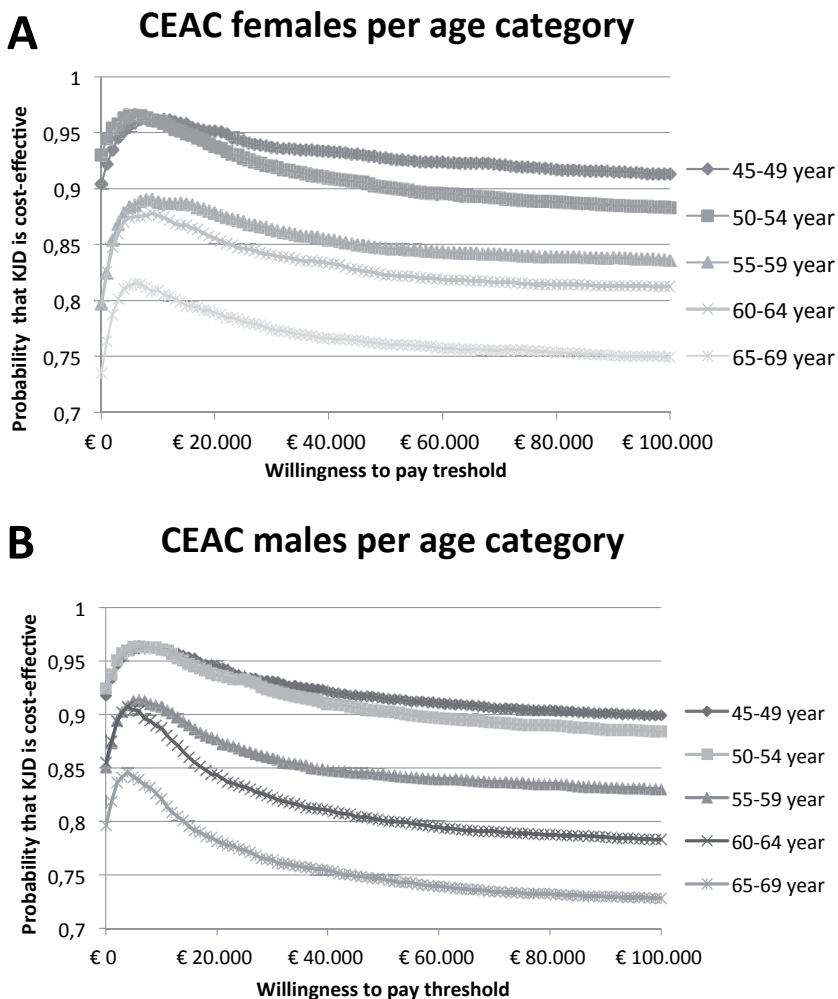 A
CEAC females per age category
Probability that KJD is cost-effective
1
0,95
0,9
0,85
0,8
0,75
0,7
€ 0
€ 20.000
€ 40.000
€ 60.000
€ 80.000
€ 100.000
Willingness to pay treshold
45-49 year
50-54 year
55-59 year
60-64 year
65-69 year
B
CEAC males per age category
Probability that KJD is cost-effective
1
0,95
0,9
0,85
0,8
0,75
0,7
€ 0
€ 20.000
€ 40.000
€ 60.000
€ 80.000
€ 100.000
Willingness to pay threshold
45-49 year
50-54 year
55-59 year
60-64 year
65-69 year